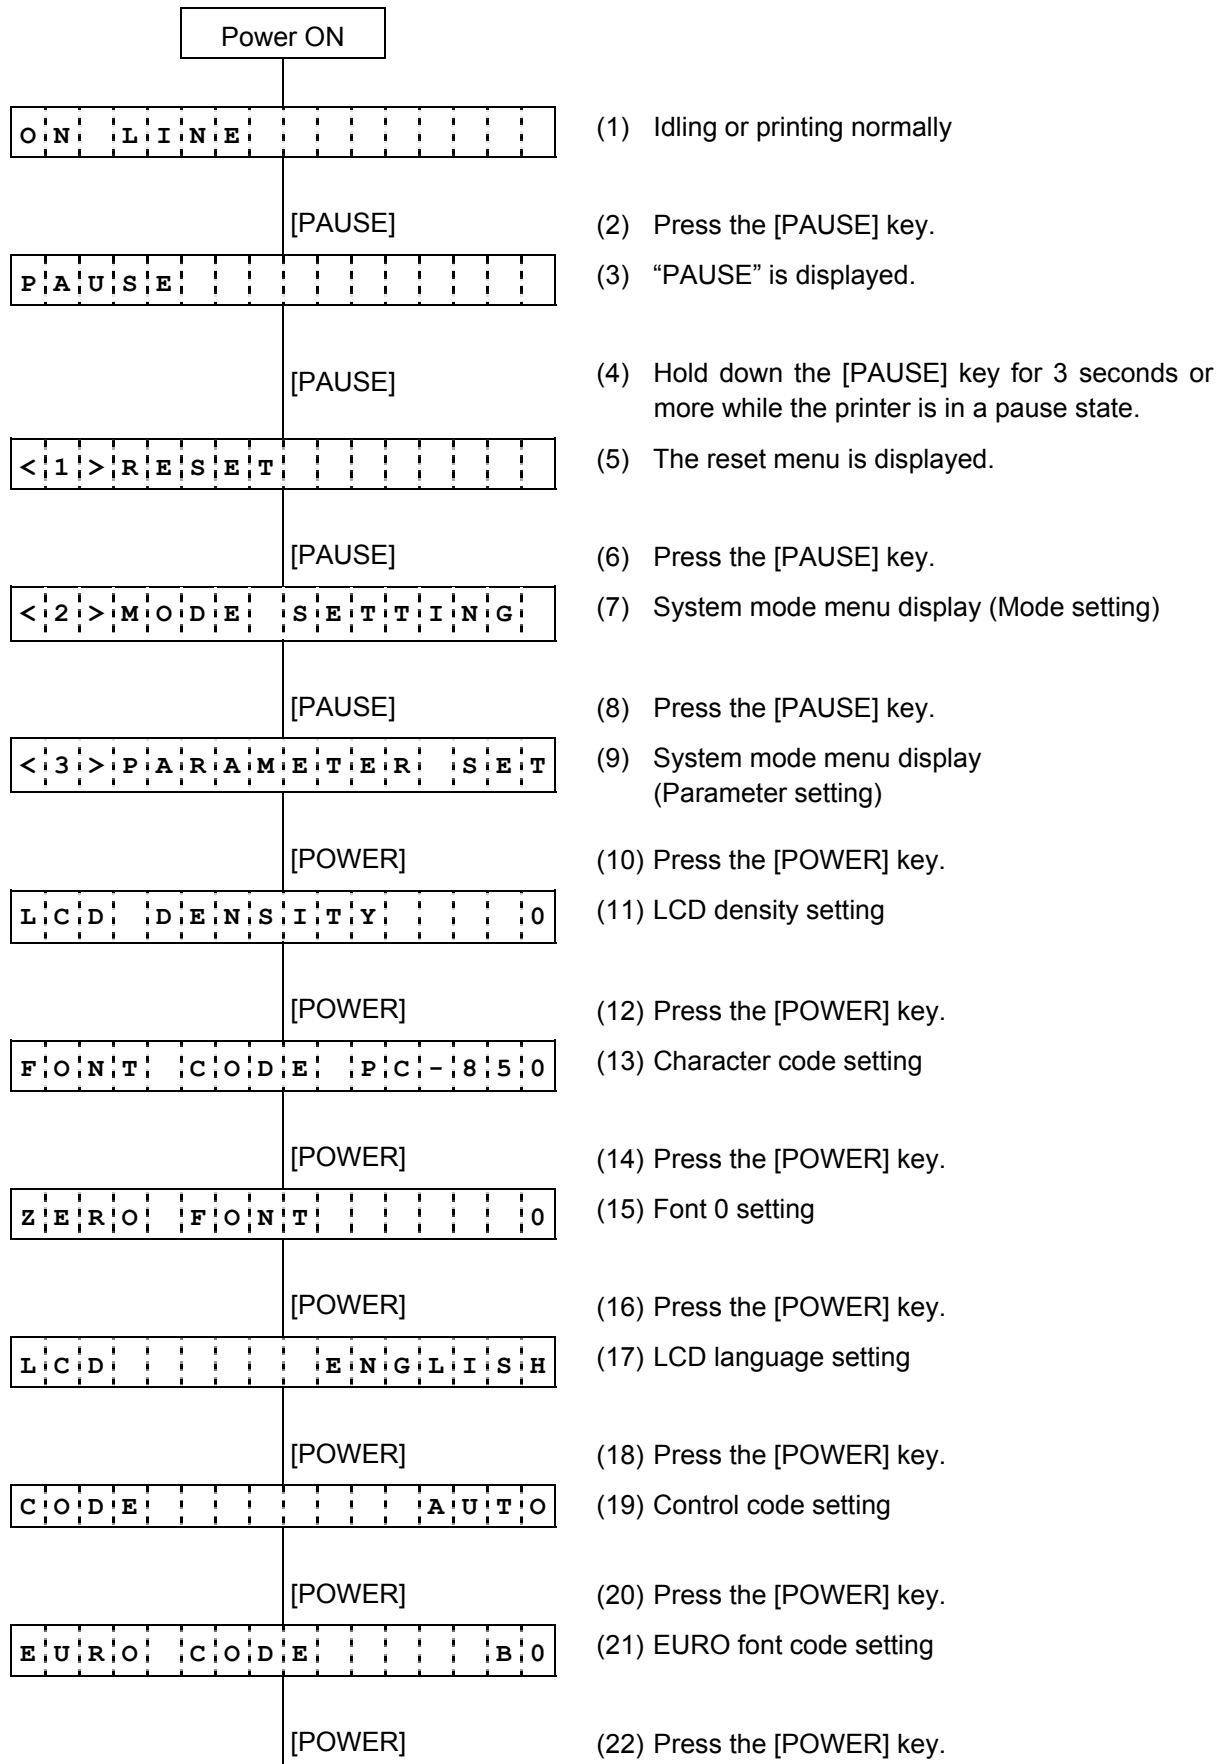 Power ON
ON LINE
(1) Idling or printing normally
[PAUSE]
(2) Press the [PAUSE] key.
PAUSE
(3) “PAUSE” is displayed.
[PAUSE]
(4) Hold down the [PAUSE] key for 3 seconds or
more while the printer is in a pause state.
<1>RESET
(5) The reset menu is displayed.
[PAUSE]
(6) Press the [PAUSE] key.
<2>MODE SETTING
(7) System mode menu display (Mode setting)
[PAUSE]
(8) Press the [PAUSE] key.
<3>PARAMETER SET
(9) System mode menu display
(Parameter setting)
[POWER]
(10) Press the [POWER] key.
LCD DENSITY 0
(11) LCD density setting
[POWER]
(12) Press the [POWER] key.
FONT CODE PC-850
(13) Character code setting
[POWER]
(14) Press the [POWER] key.
ZERO FONT 0
(15) Font 0 setting
[POWER]
(16) Press the [POWER] key.
LCD ENGLISH
(17) LCD language setting
[POWER]
(18) Press the [POWER] key.
CODE AUTO
(19) Control code setting
[POWER]
(20) Press the [POWER] key.
EURO CODE B0
(21) EURO font code setting
[POWER]
(22) Press the [POWER] key.